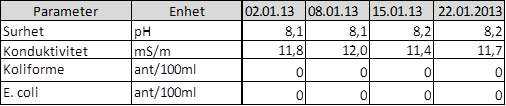 Parameter Enhet 02.01.13 08.01.13 15.01.13 22.01.2013
Surhet pH 8,1 8,1 8,2 8,2
Konduktivitet mS/m 11,8 12,0 11,4 11,7
Koliforme ant/100ml 0 0 0 0
E. coli ant/100ml 0 0 0 0